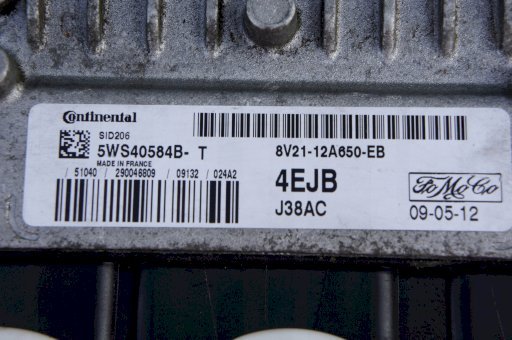 Continental
SID206
5WS40584B- T
MADE IN FRANCE
/ 51040 / 290046809 / 09132 / 024A2
8V21-12A650-EB
4EJB
J38AC
FoMoCo
09-05-12